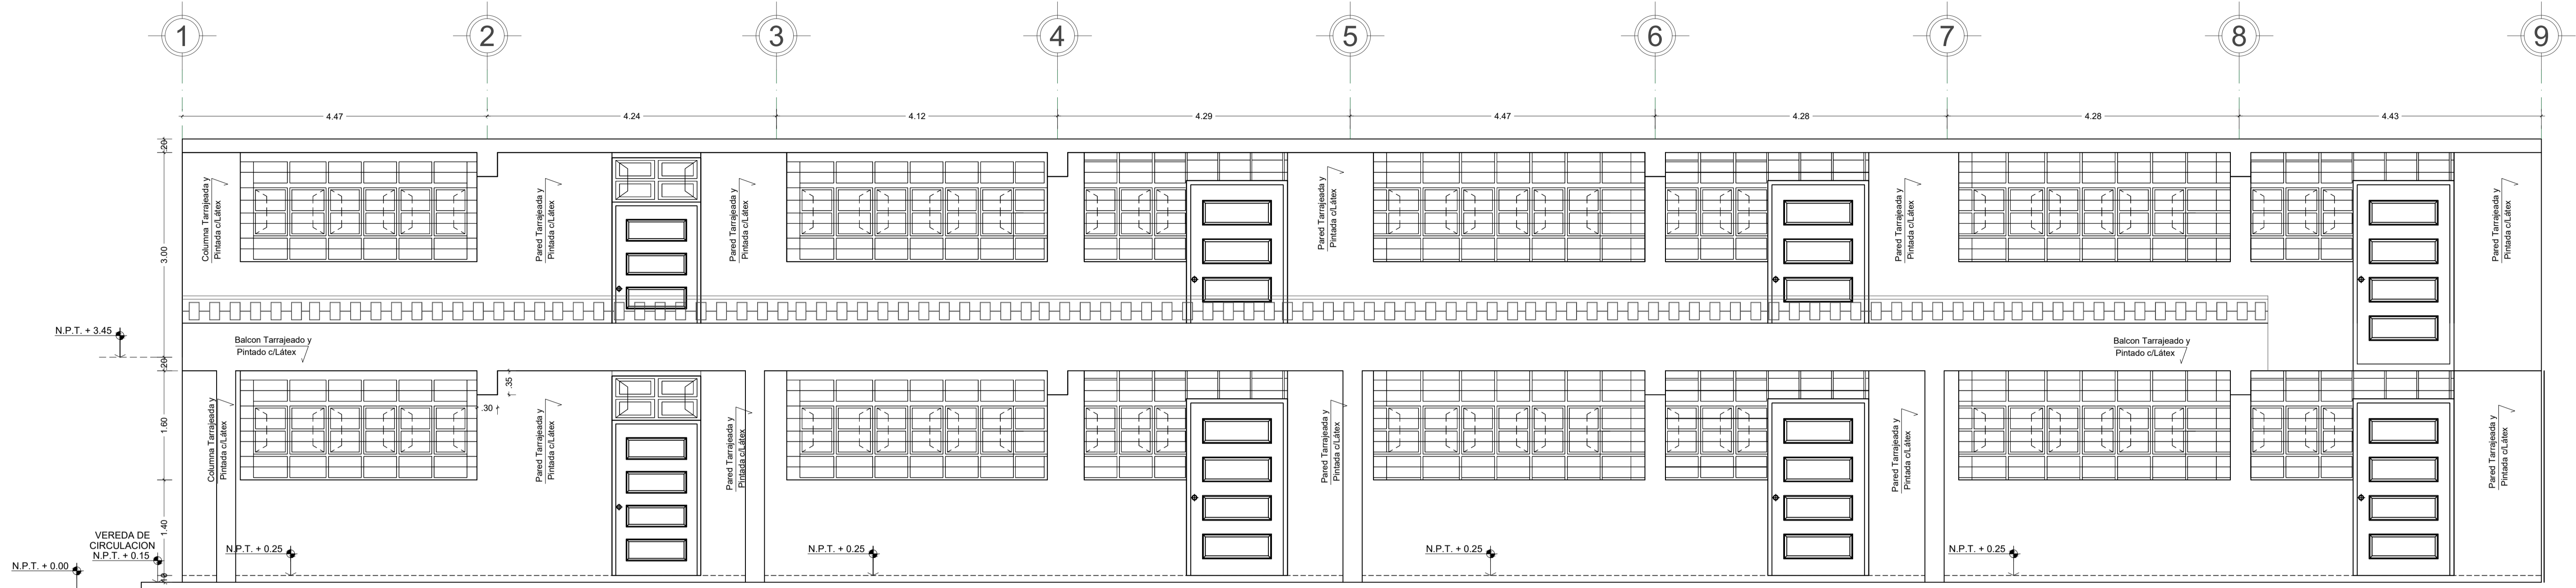 1
2
3
4
5
6
7
8
9
4.47
4.24
4.12
4.29
4.47
4.28
4.28
4.43
.20
3.00
.20
1.60
1.40
.10
Columna Tarrajeada y
Pintada c/Látex
Pared Tarrajeada y
Pintada c/Látex
Pared Tarrajeada y
Pintada c/Látex
Pared Tarrajeada y
Pintada c/Látex
Pared Tarrajeada y
Pintada c/Látex
Pared Tarrajeada y
Pintada c/Látex
N.P.T. + 3.45
Balcon Tarrajeado y
Pintado c/Látex
Balcon Tarrajeado y
Pintado c/Látex
.35
.30
Columna Tarrajeada y
Pintada c/Látex
Pared Tarrajeada y
Pintada c/Látex
Pared Tarrajeada y
Pintada c/Látex
Pared Tarrajeada y
Pintada c/Látex
Pared Tarrajeada y
Pintada c/Látex
Pared Tarrajeada y
Pintada c/Látex
VEREDA DE
CIRCULACION
N.P.T. + 0.15
N.P.T. + 0.00
N.P.T. + 0.25
N.P.T. + 0.25
N.P.T. + 0.25
N.P.T. + 0.25